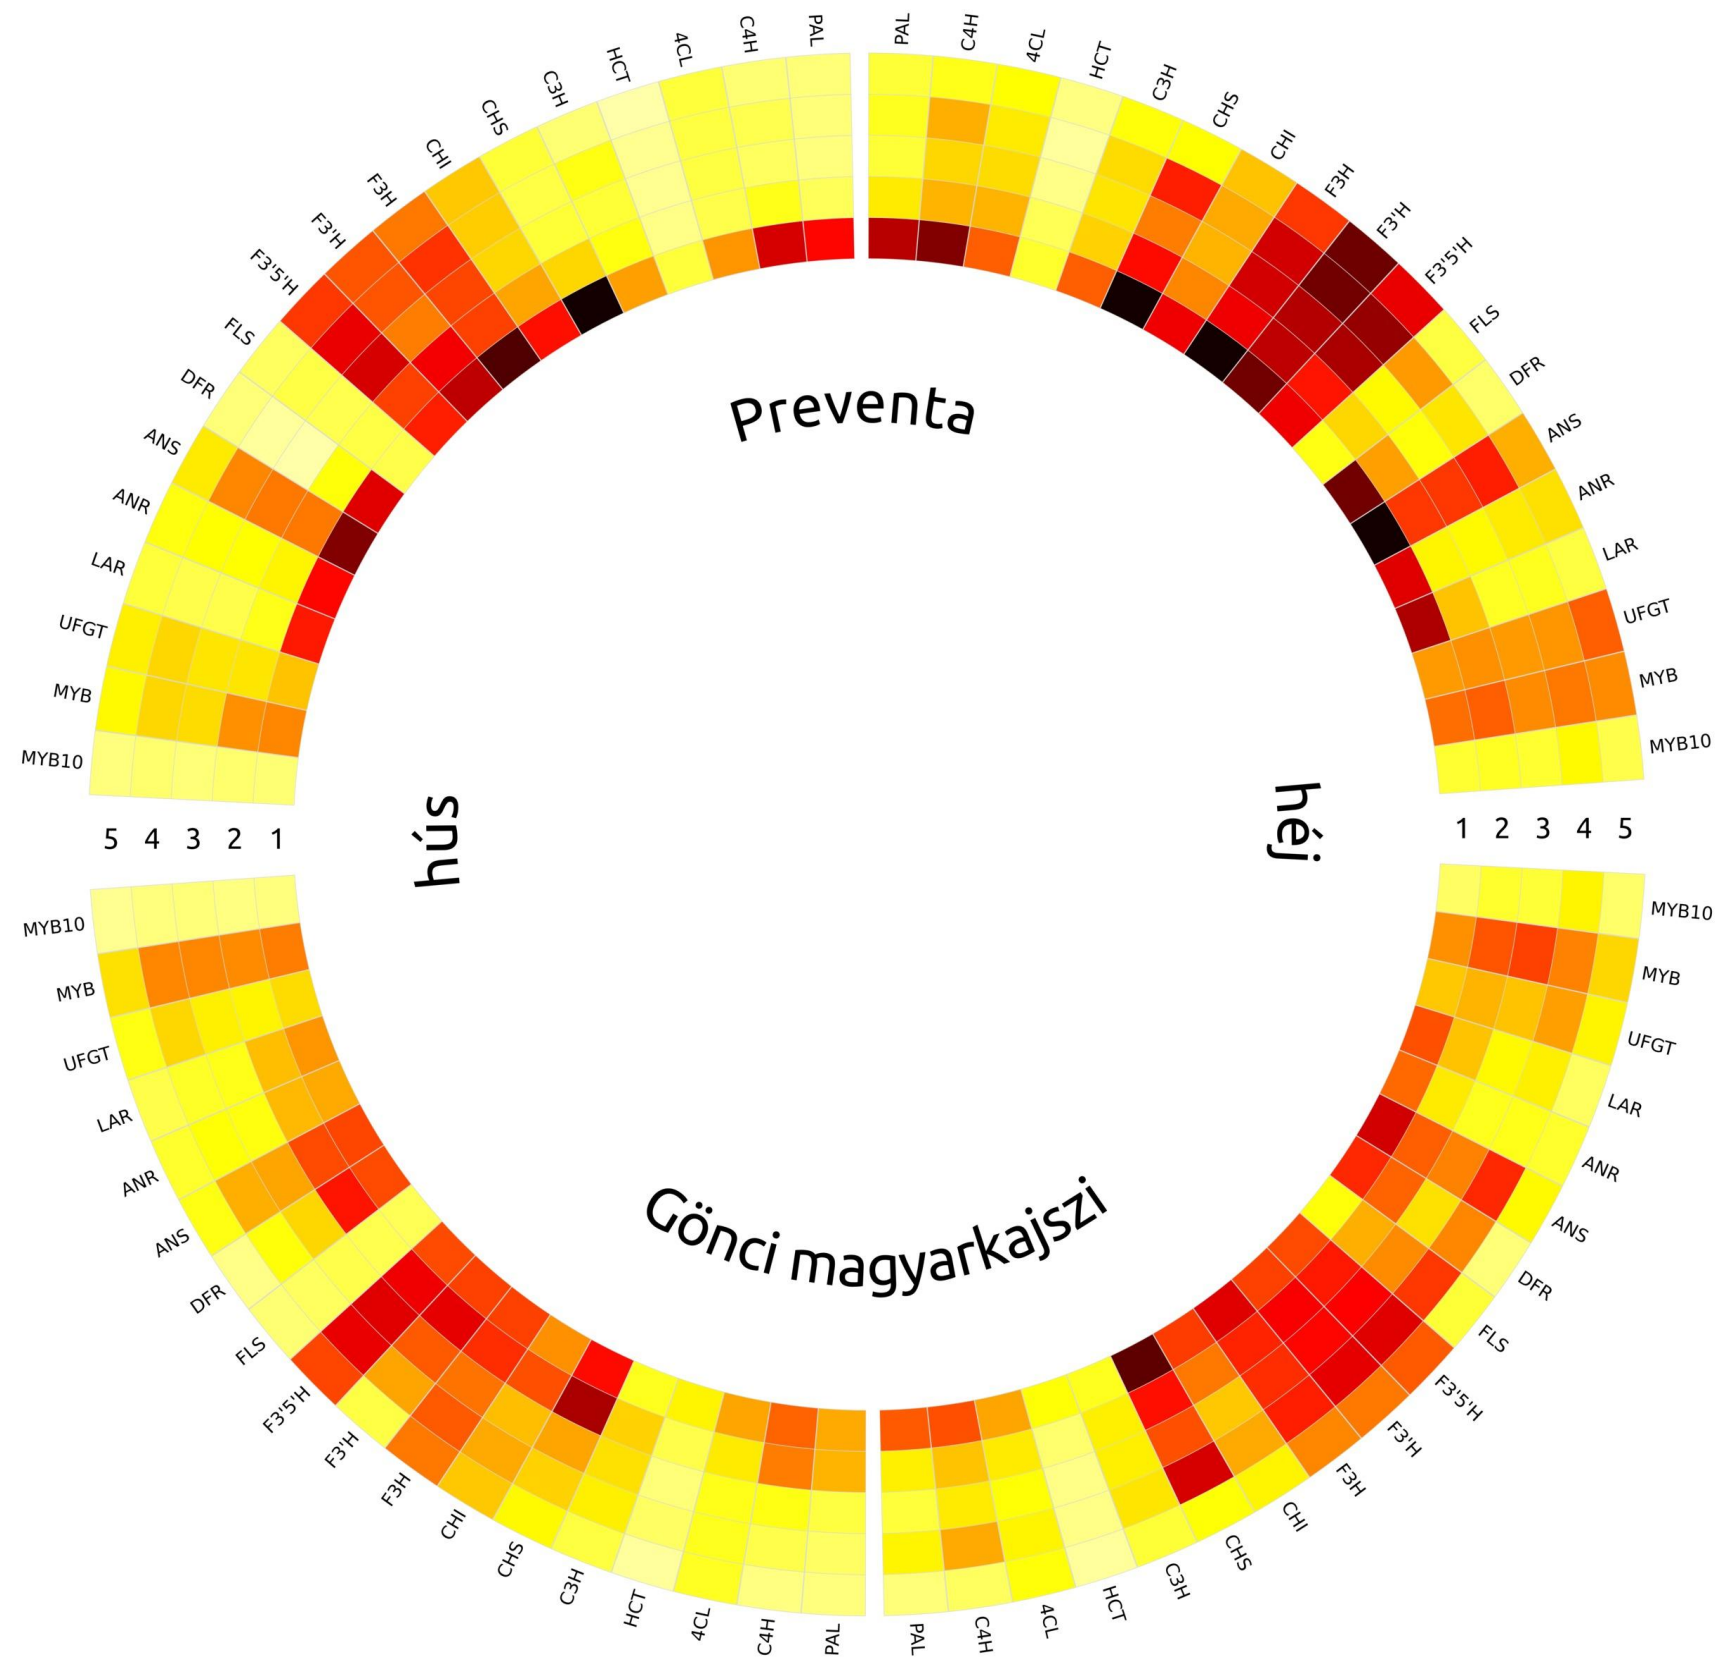 PAL
C4H
4CL
HCT
C3H
CHS
CHI
F3H
F3'H
F3'5'H
FLS
DFR
ANS
ANR
LAR
UFGT
MYB
MYB10
PAL
C4H
4CL
HCT
C3H
CHS
CHI
F3H
F3'H
F3'5'H
FLS
DFR
ANS
ANR
LAR
UFGT
MYB
MYB10
Preventa
hús
héj
5 4 3 2 1
1 2 3 4 5
Gönci magyarkajszi
MYB10
MYB
UFGT
LAR
ANR
ANS
DFR
FLS
F3'5'H
F3'H
F3H
CHI
CHS
C3H
HCT
4CL
C4H
PAL
MYB10
MYB
UFGT
LAR
ANR
ANS
DFR
FLS
F3'5'H
F3'H
F3H
CHI
CHS
C3H
HCT
4CL
C4H
PAL